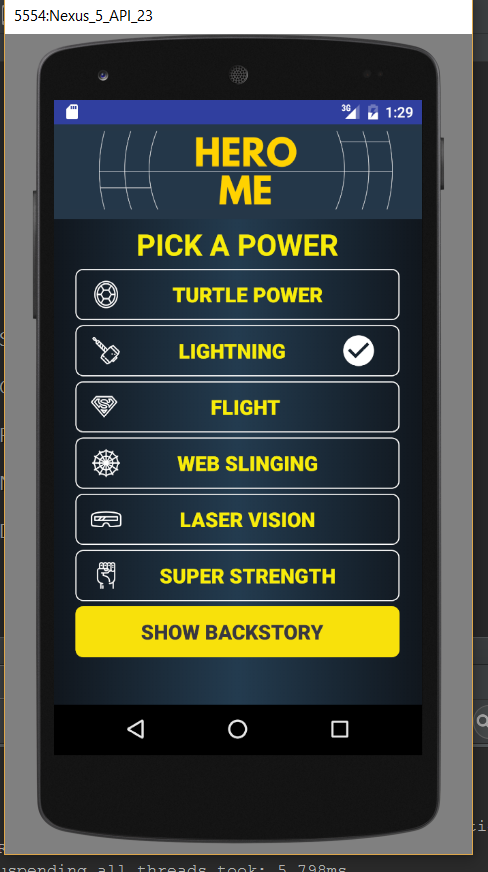 5554:Nexus_5_API_23
3G 1:29
HERO
ME
PICK A POWER
TURTLE POWER
LIGHTNING
FLIGHT
WEB SLINGING
LASER VISION
SUPER STRENGTH
SHOW BACKSTORY
uspending all threads took: 5.798ms